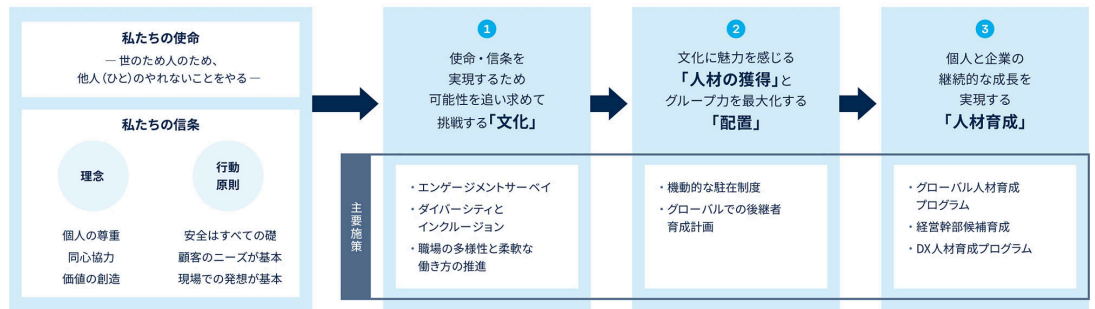 私たちの使命
― 世のため人のため、
他人（ひと）のやれないことをやる ―
私たちの信条
理念
個人の尊重
同心協力
価値の創造
行動
原則
安全はすべての礎
顧客のニーズが基本
現場での発想が基本
1
使命・信条を
実現するため
可能性を追い求めて
挑戦する「文化」
2
文化に魅力を感じる
「人材の獲得」と
グループ力を最大化する
「配置」
3
個人と企業の
継続的な成長を
実現する
「人材育成」
主要施策
・エンゲージメントサーベイ
・ダイバーシティと
インクルージョン
・職場の多様性と柔軟な
働き方の推進
・機動的な駐在制度
・グローバルでの後継者
育成計画
・グローバル人材育成
プログラム
・経営幹部候補育成
・DX人材育成プログラム